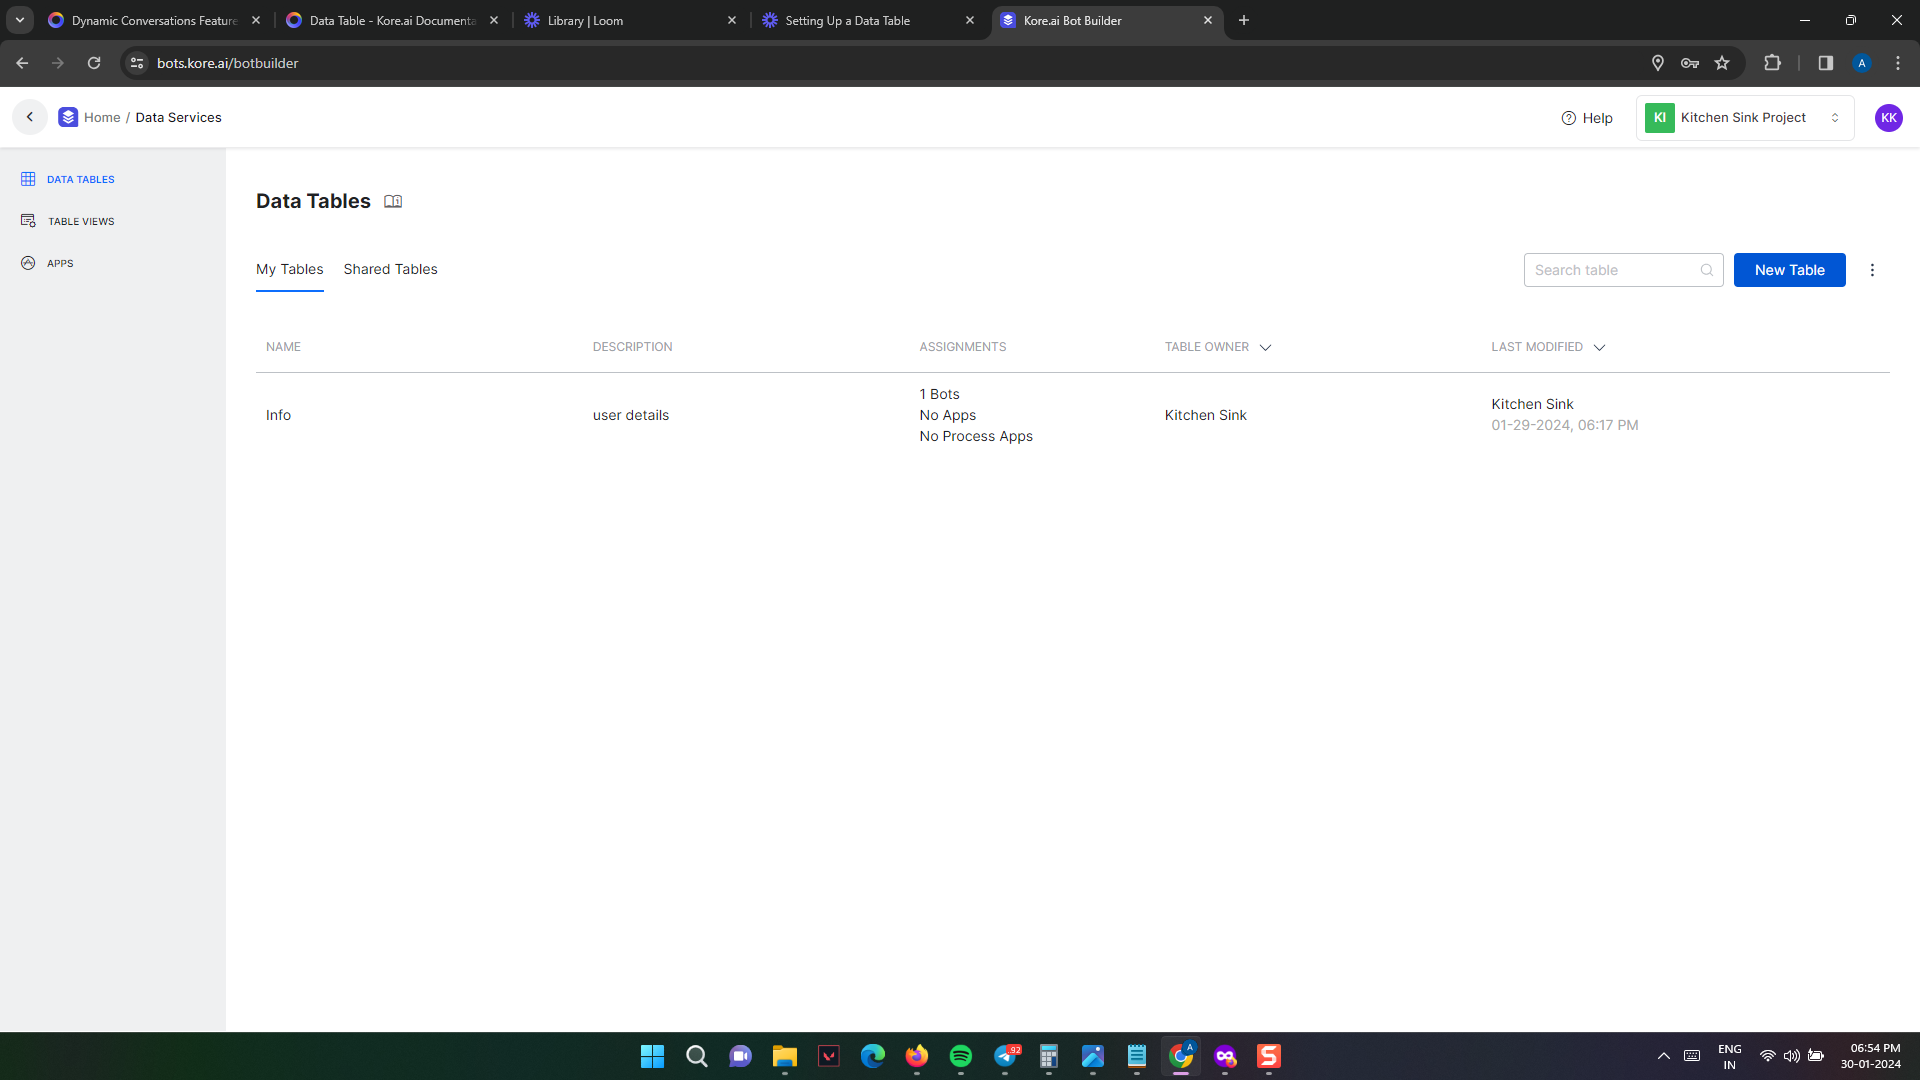 Dynamic Conversations Feature
Data Table - Kore.ai Documenta
Library | Loom
Setting Up a Data Table
Kore.ai Bot Builder
bots.kore.ai/botbuilder
A
Home / Data Services
Help
KI
Kitchen Sink Project
KK
DATA TABLES
TABLE VIEWS
APPS
Data Tables
My Tables
Shared Tables
Search table
New Table
NAME
DESCRIPTION
ASSIGNMENTS
TABLE OWNER
LAST MODIFIED
Info
user details
1 Bots
No Apps
No Process Apps
Kitchen Sink
Kitchen Sink
01-29-2024, 06:17 PM
92
A
S
ENG
IN
06:54 PM
30-01-2024